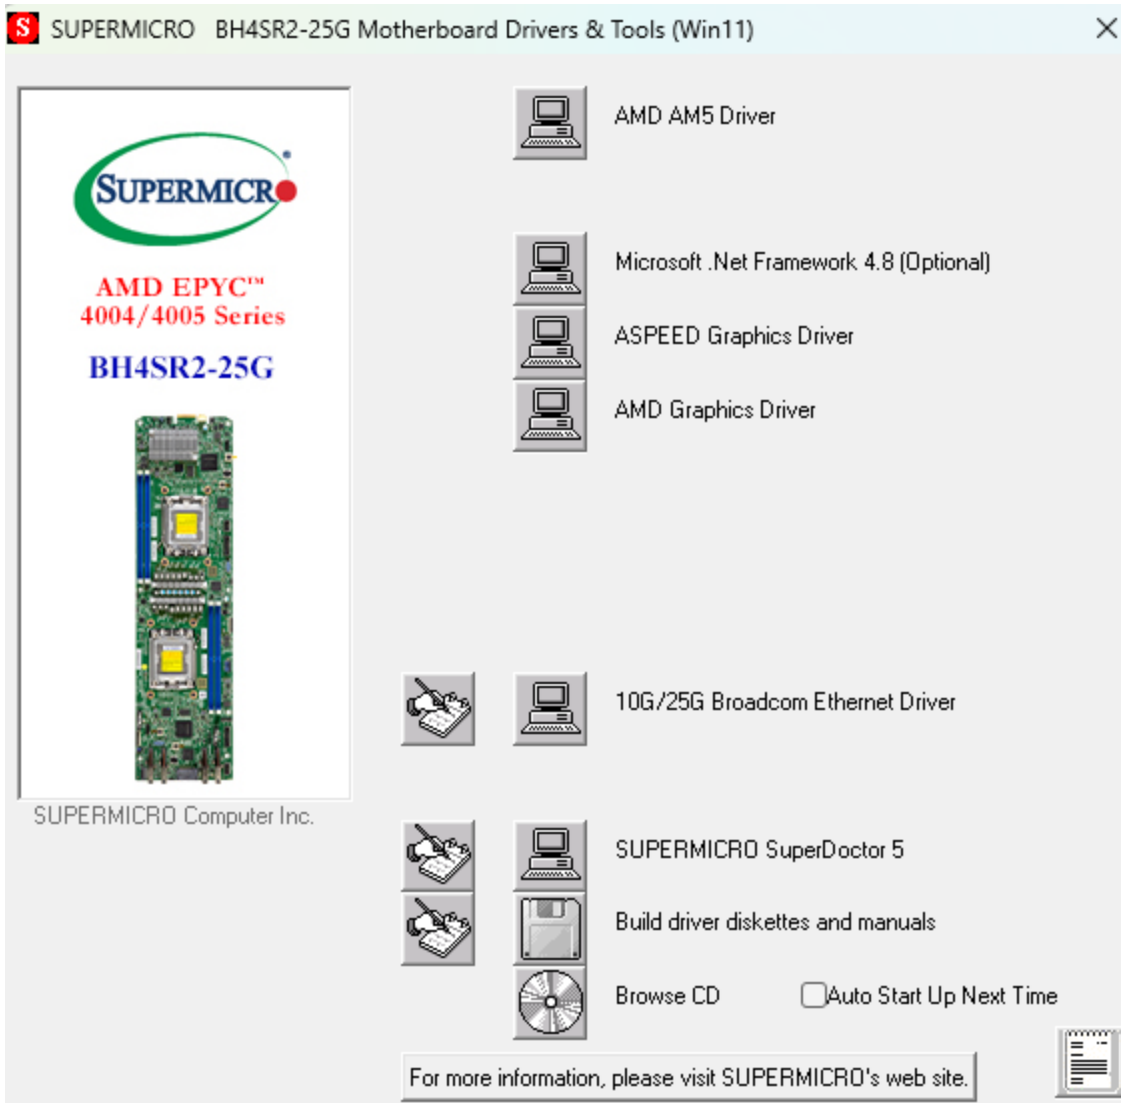 S SUPERMICRO BH4SR2-25G Motherboard Drivers & Tools (Win11)
SUPERMICRO
AMD EPYC™
4004/4005 Series
BH4SR2-25G
SUPERMICRO Computer Inc.
AMD AM5 Driver
Microsoft .Net Framework 4.8 (Optional)
ASPEED Graphics Driver
AMD Graphics Driver
10G/25G Broadcom Ethernet Driver
SUPERMICRO SuperDoctor 5
Build driver diskettes and manuals
Browse CD
Auto Start Up Next Time
For more information, please visit SUPERMICRO's web site.